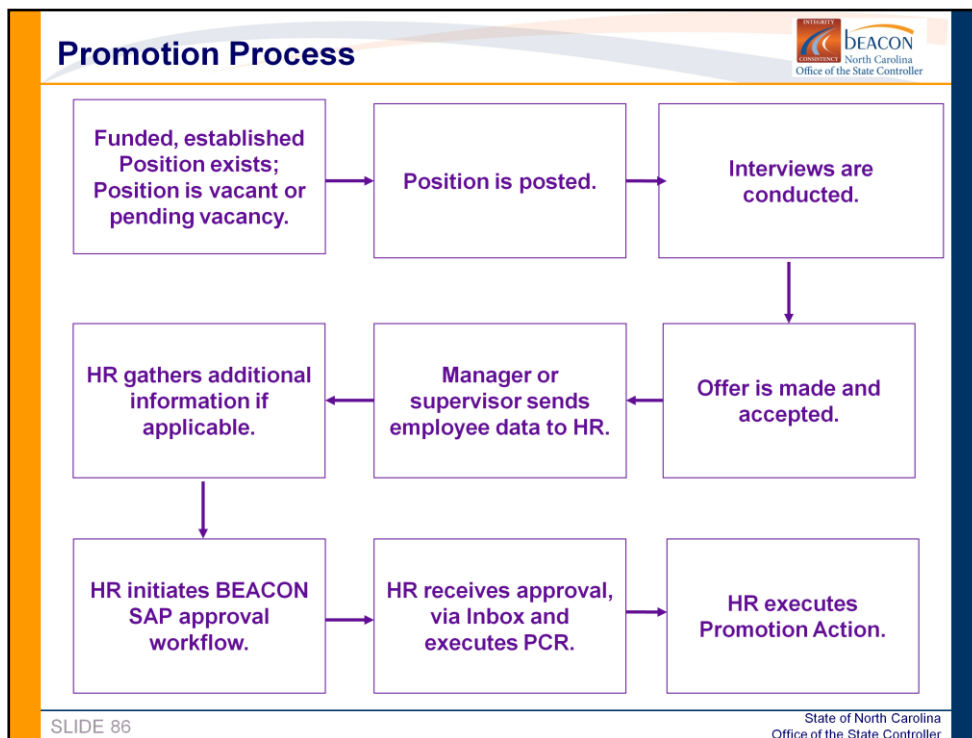 Promotion Process
INTEGRITY
CONSISTENCY
bEACON
North Carolina
Office of the State Controller
Funded, established
Position exists;
Position is vacant or
pending vacancy.
Position is posted.
Interviews are
conducted.
HR gathers additional
information if
applicable.
Manager or
supervisor sends
employee data to HR.
Offer is made and
accepted.
HR initiates BEACON
SAP approval
workflow.
HR receives approval,
via Inbox and
executes PCR.
HR executes
Promotion Action.
SLIDE 86
State of North Carolina
Office of the State Controller